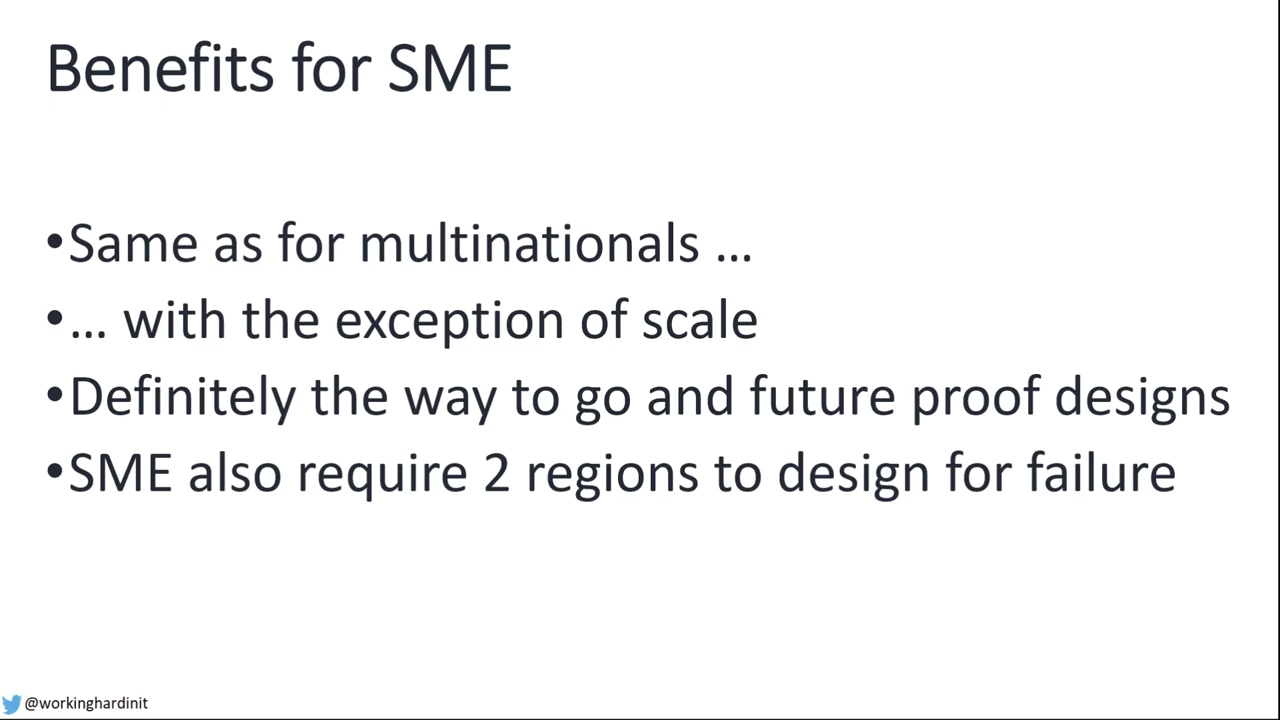 Benefits for SME
•Same as for multinationals ...
•... with the exception of scale
•Definitely the way to go and future proof designs
•SME also require 2 regions to design for failure
@workinghardinit